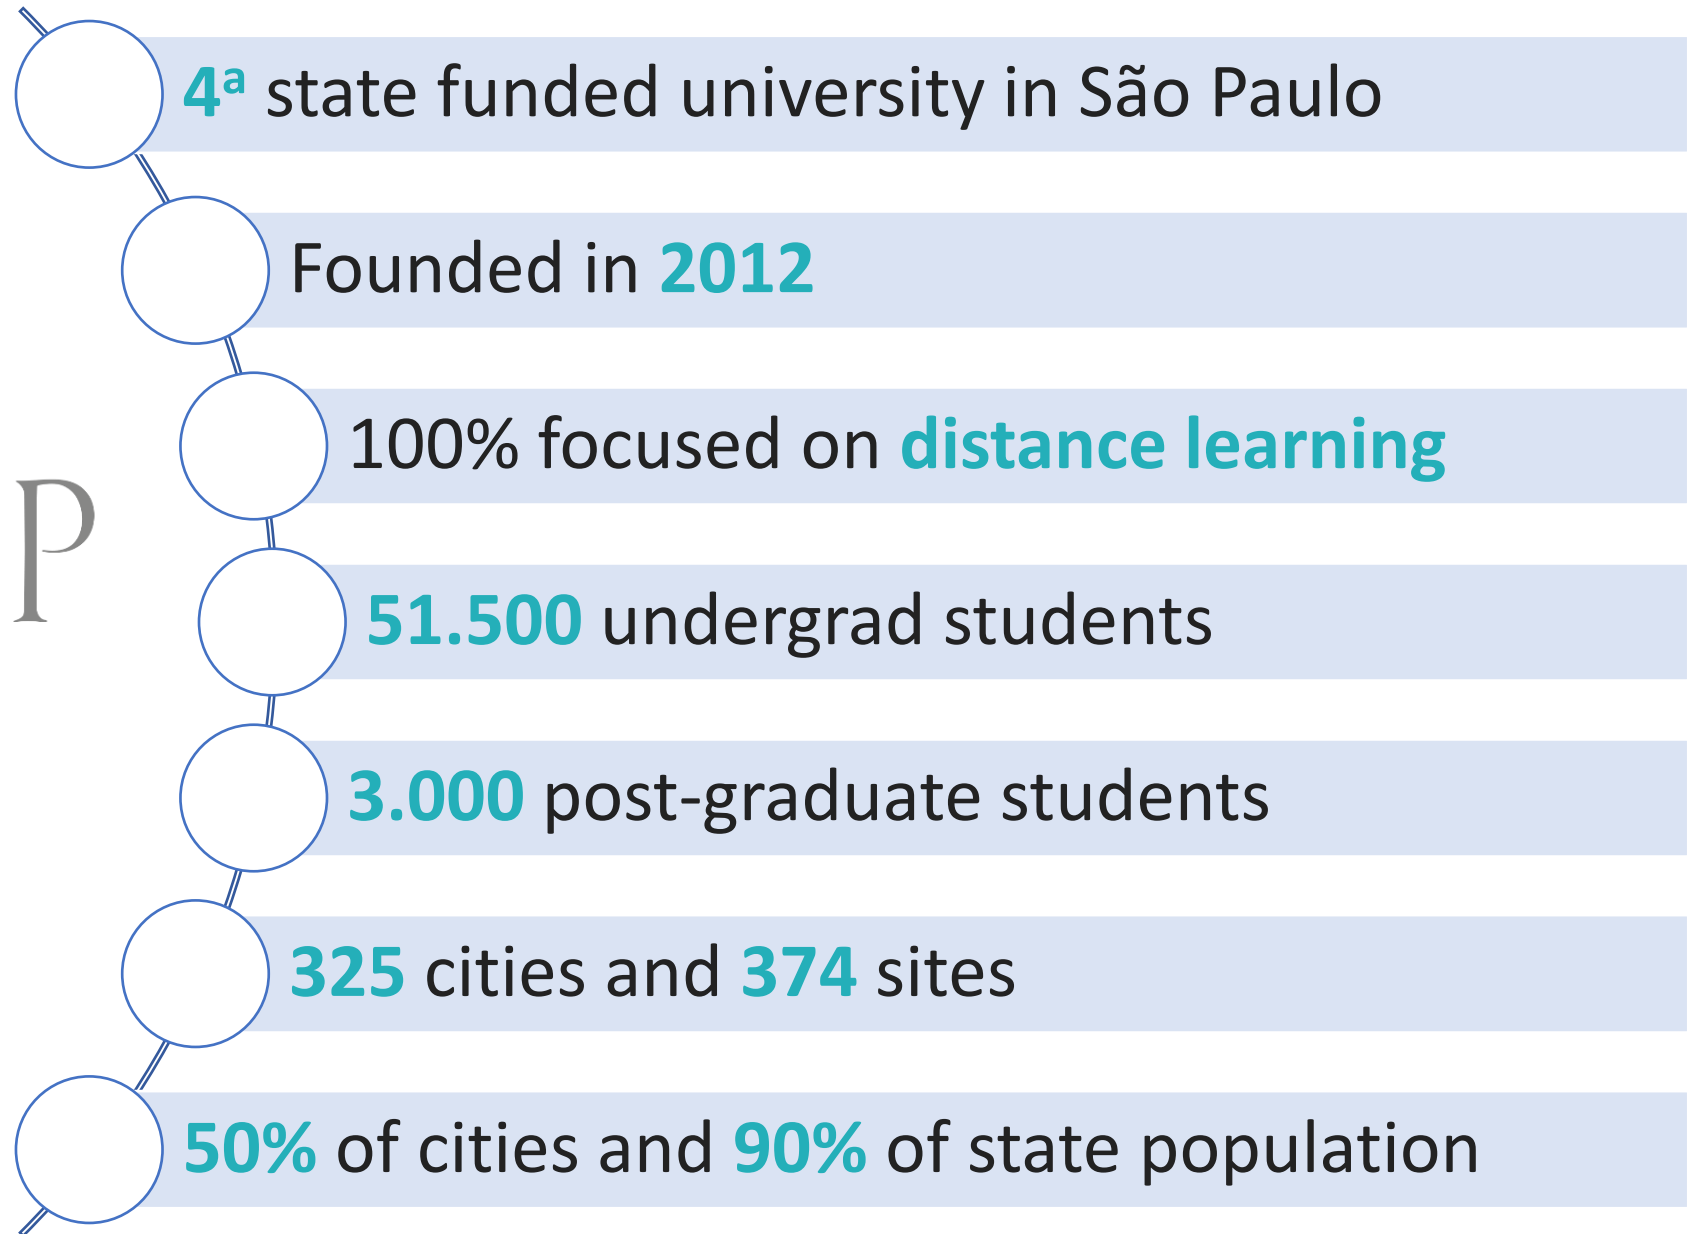 4ª state funded university in São Paulo
Founded in 2012
100% focused on distance learning
P
51.500 undergrad students
3.000 post-graduate students
325 cities and 374 sites
50% of cities and 90% of state population